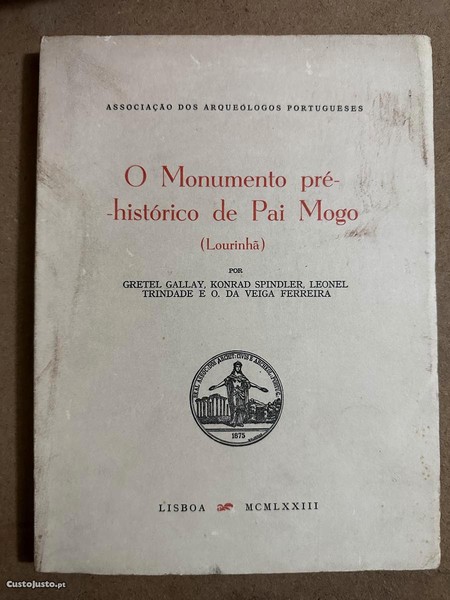 ASSOCIAÇÃO DOS ARQUEÓLOGOS PORTUGUESES
O Monumento pré-
-histórico de Pai Mogo
(Lourinhã)
POR
GRETEL GALLAY, KONRAD SPINDLER, LEONEL
TRINDADE E O. DA VEIGA FERREIRA
1875
LISBOA MCMLXXIII
CustoJusto.pt